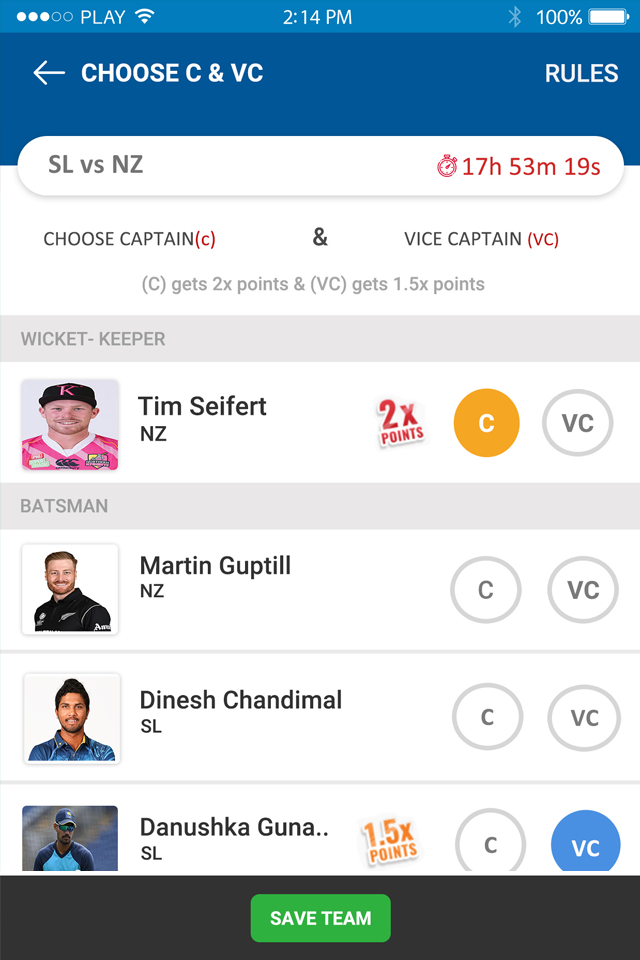 PLAY 2:14 PM 100%
CHOOSE C & VC RULES
SL vs NZ 17h 53m 19s
CHOOSE CAPTAIN(c) & VICE CAPTAIN (VC)
(C) gets 2x points & (VC) gets 1.5x points
WICKET- KEEPER
K
Tim Seifert
NZ
2x
POINTS
C VC
BATSMAN
Martin Guptill
NZ
C VC
Dinesh Chandimal
SL
C VC
Danushka Guna..
SL
1.5x
POINTS
C VC
SAVE TEAM